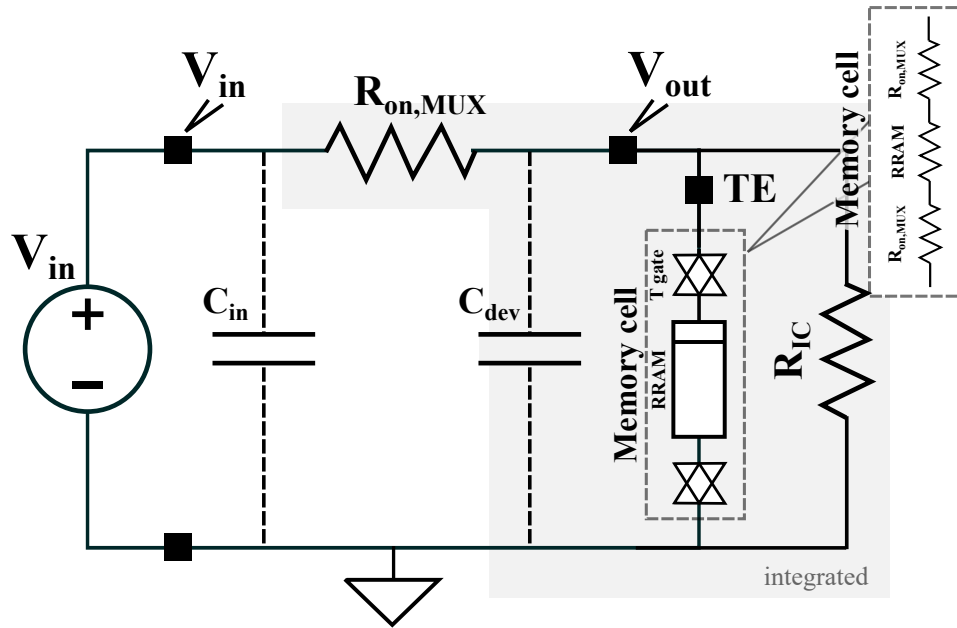 V_in
R_on,MUX
V_out
TE
V_in
+
−
C_in
C_dev
Memory cell
T gate
RRAM
R_IC
Memory cell
R_on,MUX
RRAM
R_on,MUX
integrated